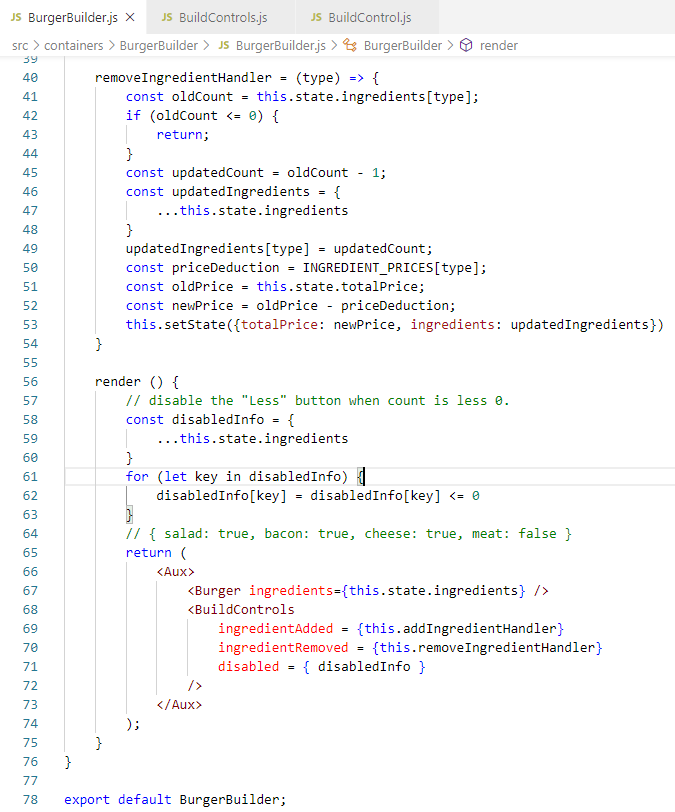 JS BurgerBuilder.js × JS BuildControls.js JS BuildControl.js
src > containers > BurgerBuilder > JS BurgerBuilder.js > BurgerBuilder > render
39
40 removeIngredientHandler = (type) => {
41 const oldCount = this.state.ingredients[type];
42 if (oldCount <= 0) {
43 return;
44 }
45 const updatedCount = oldCount - 1;
46 const updatedIngredients = {
47 ...this.state.ingredients
48 }
49 updatedIngredients[type] = updatedCount;
50 const priceDeduction = INGREDIENT_PRICES[type];
51 const oldPrice = this.state.totalPrice;
52 const newPrice = oldPrice - priceDeduction;
53 this.setState({totalPrice: newPrice, ingredients: updatedIngredients})
54 }
55
56 render () {
57 // disable the "Less" button when count is less 0.
58 const disabledInfo = {
59 ...this.state.ingredients
60 }
61 for (let key in disabledInfo) {
62 disabledInfo[key] = disabledInfo[key] <= 0
63 }
64 // { salad: true, bacon: true, cheese: true, meat: false }
65 return (
66 <Aux>
67 <Burger ingredients={this.state.ingredients} />
68 <BuildControls
69 ingredientAdded = {this.addIngredientHandler}
70 ingredientRemoved = {this.removeIngredientHandler}
71 disabled = { disabledInfo }
72 />
73 </Aux>
74 );
75 }
76 }
77
78 export default BurgerBuilder;